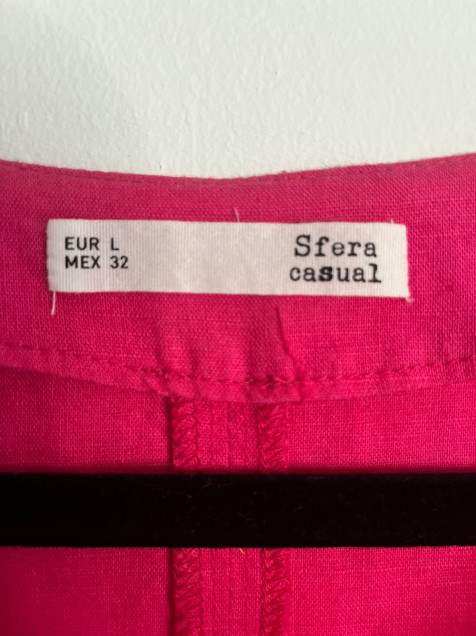 EUR L
MEX 32
Sfera
casual